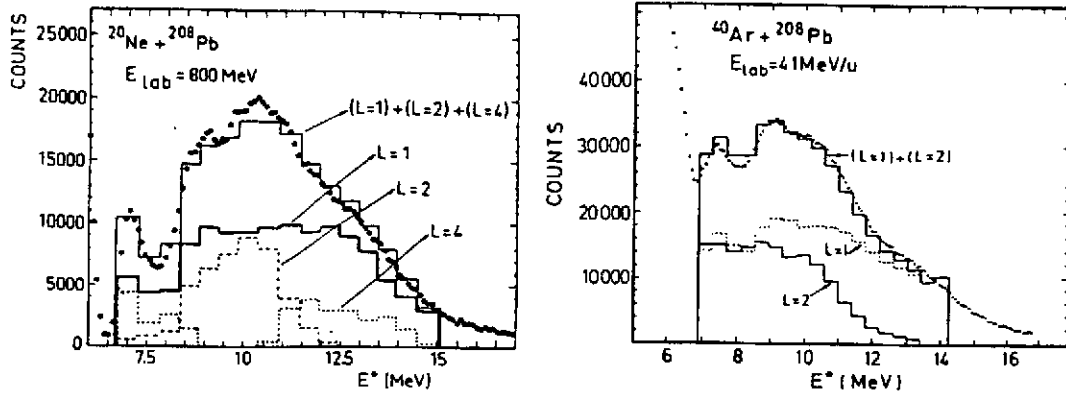 25000
20000
15000
10000
5000
0
COUNTS
²⁰Ne + ²⁰⁸Pb
E lab = 800 MeV
(L=1)+(L=2)+(L=4)
L=1
L=2
L=4
7.5
10
12.5
15
E* (MeV)
40000
30000
20000
10000
COUNTS
⁴⁰Ar + ²⁰⁸Pb
E lab = 41 MeV/u
(L=1)+(L=2)
L=1
L=2
6
8
10
12
14
16
E* (MeV)